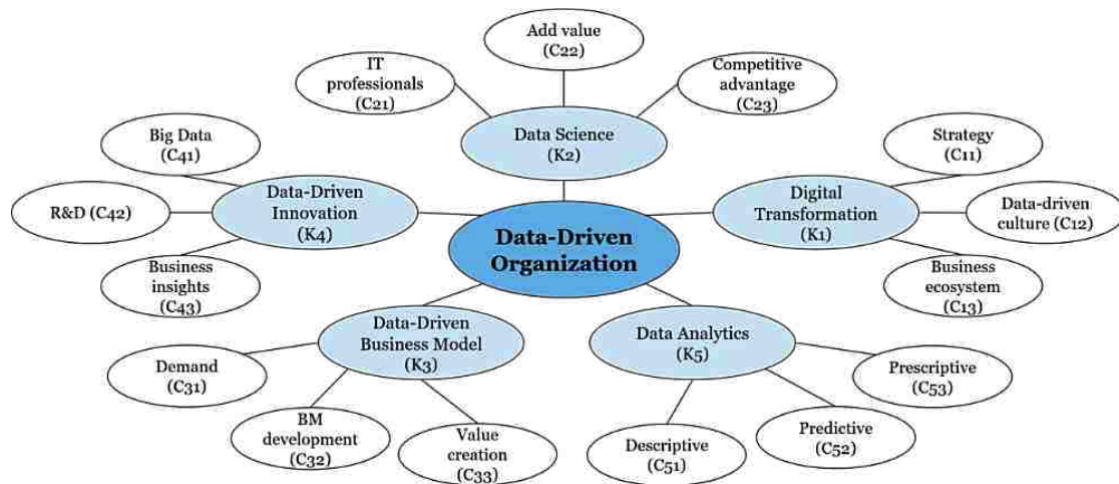 Add value
(C22)
IT
professionals
(C21)
Competitive
advantage
(C23)
Data Science
(K2)
Big Data
(C41)
Strategy
(C11)
R&D (C42)
Data-Driven
Innovation
(K4)
Digital
Transformation
(K1)
Data-driven
culture (C12)
Data-Driven
Organization
Business
insights
(C43)
Business
ecosystem
(C13)
Data-Driven
Business Model
(K3)
Data Analytics
(K5)
Demand
(C31)
Prescriptive
(C53)
BM
development
(C32)
Value
creation
(C33)
Descriptive
(C51)
Predictive
(C52)